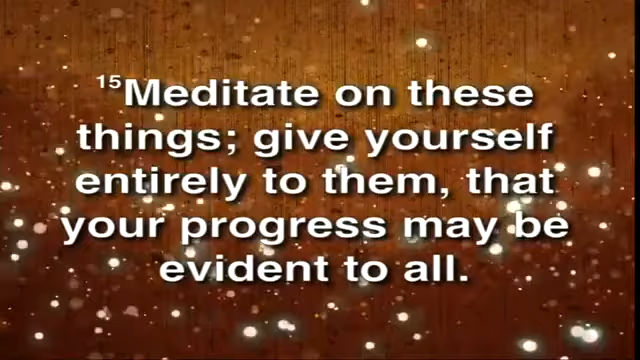 ¹⁵Meditate on these
things; give yourself
entirely to them, that
your progress may be
evident to all.